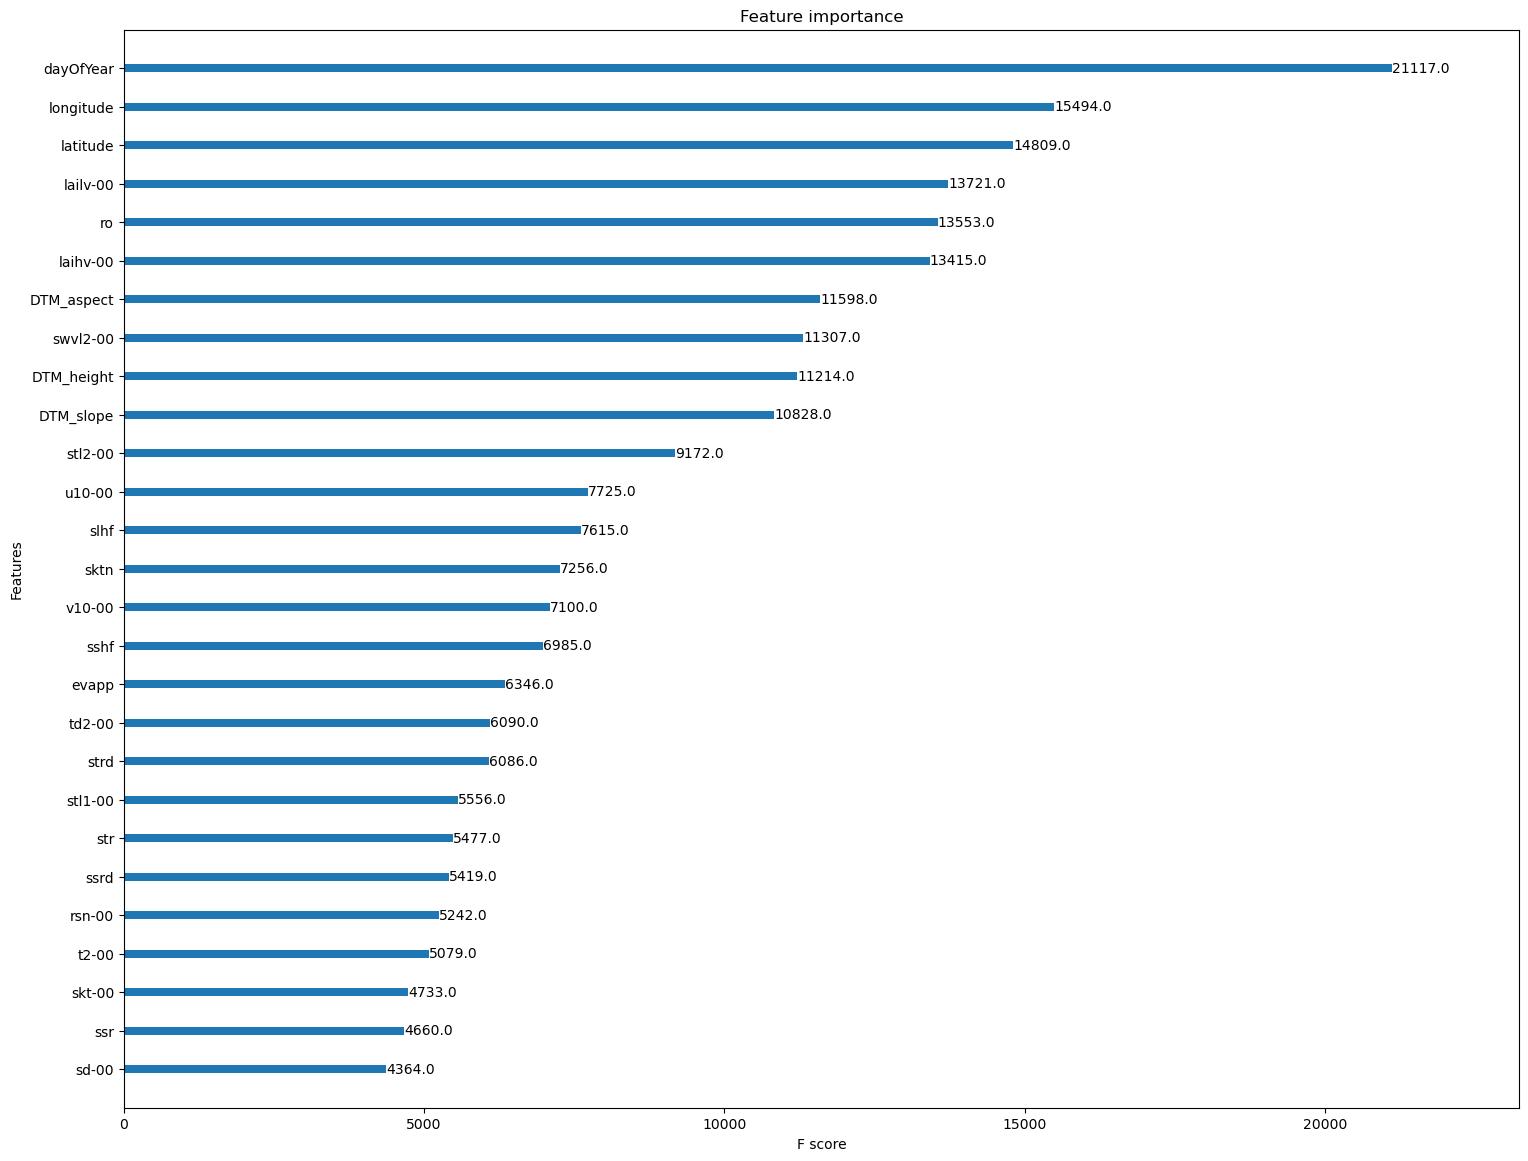 Feature importance
dayOfYear 21117.0
longitude 15494.0
latitude 14809.0
lailv-00 13721.0
ro 13553.0
laihv-00 13415.0
DTM_aspect 11598.0
swvl2-00 11307.0
DTM_height 11214.0
DTM_slope 10828.0
stl2-00 9172.0
u10-00 7725.0
slhf 7615.0
sktn 7256.0
v10-00 7100.0
sshf 6985.0
evapp 6346.0
td2-00 6090.0
strd 6086.0
stl1-00 5556.0
str 5477.0
ssrd 5419.0
rsn-00 5242.0
t2-00 5079.0
skt-00 4733.0
ssr 4660.0
sd-00 4364.0
Features
0 5000 10000 15000 20000
F score